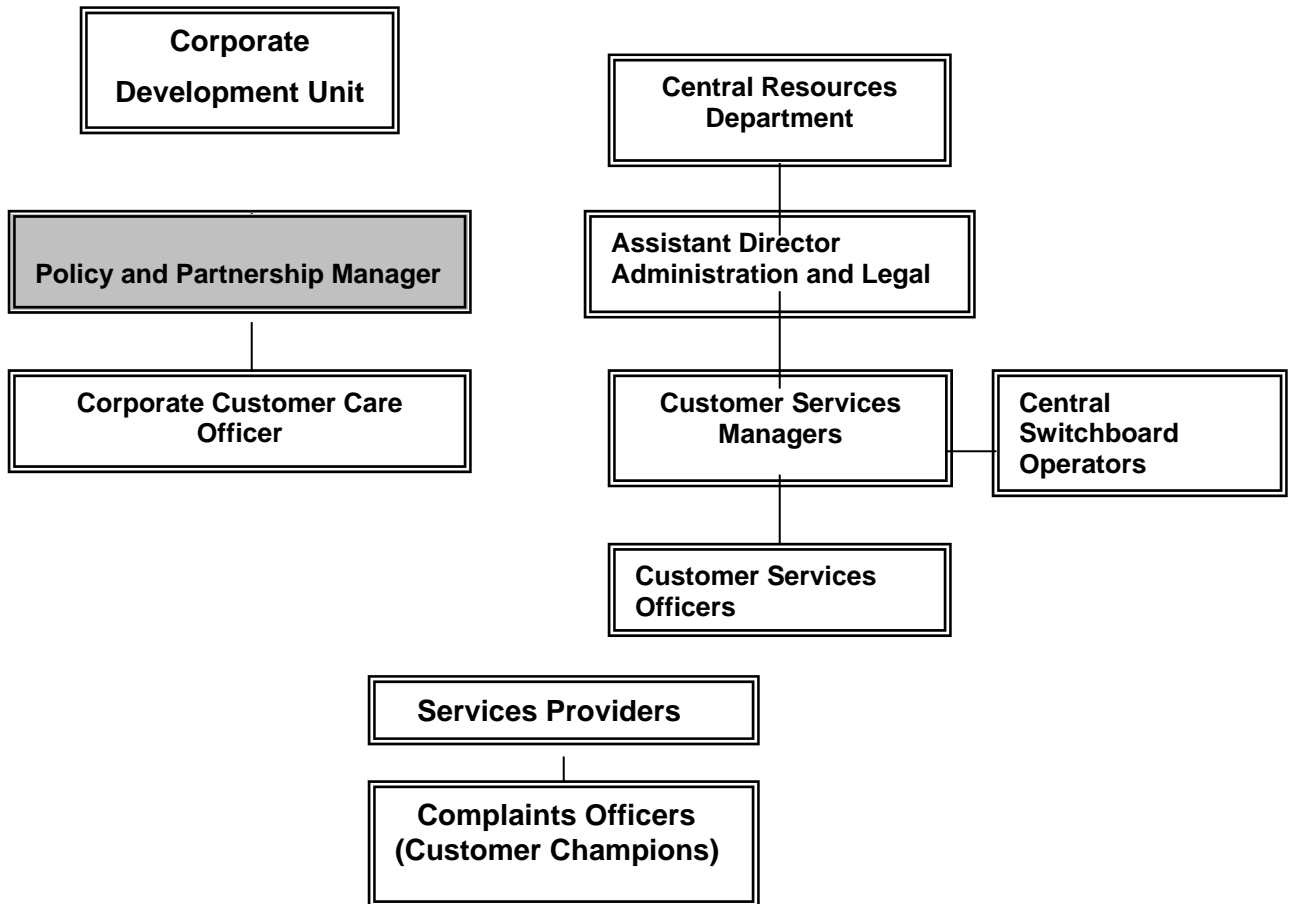 Corporate
Development Unit
Central Resources
Department
Policy and Partnership Manager
Assistant Director
Administration and Legal
Corporate Customer Care
Officer
Customer Services
Managers
Central
Switchboard
Operators
Customer Services
Officers
Services Providers
Complaints Officers
(Customer Champions)